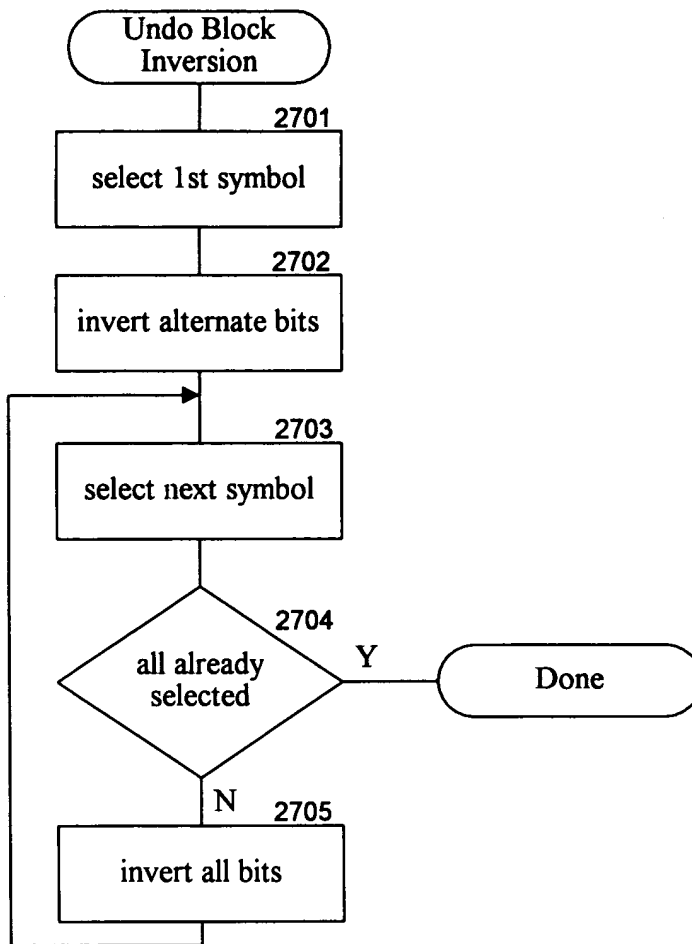 Undo Block
Inversion
2701
select 1st symbol
2702
invert alternate bits
2703
select next symbol
2704
all already
selected
Y
Done
N
2705
invert all bits